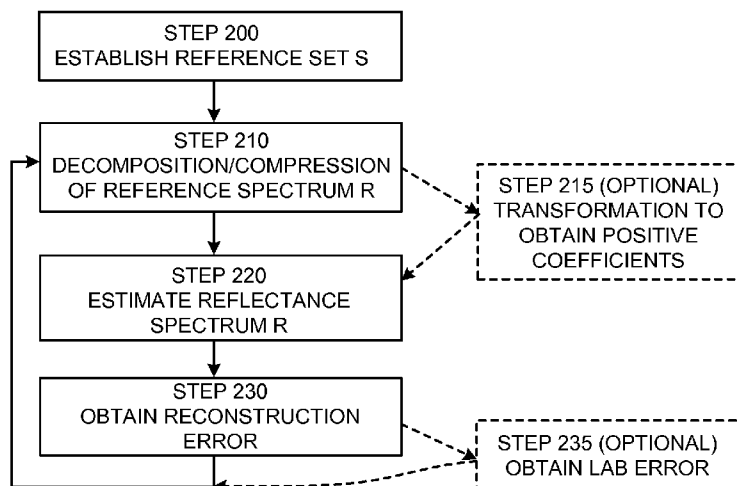 STEP 200
ESTABLISH REFERENCE SET S
STEP 210
DECOMPOSITION/COMPRESSION
OF REFERENCE SPECTRUM R
STEP 215 (OPTIONAL)
TRANSFORMATION TO
OBTAIN POSITIVE
COEFFICIENTS
STEP 220
ESTIMATE REFLECTANCE
SPECTRUM R
STEP 230
OBTAIN RECONSTRUCTION
ERROR
STEP 235 (OPTIONAL)
OBTAIN LAB ERROR